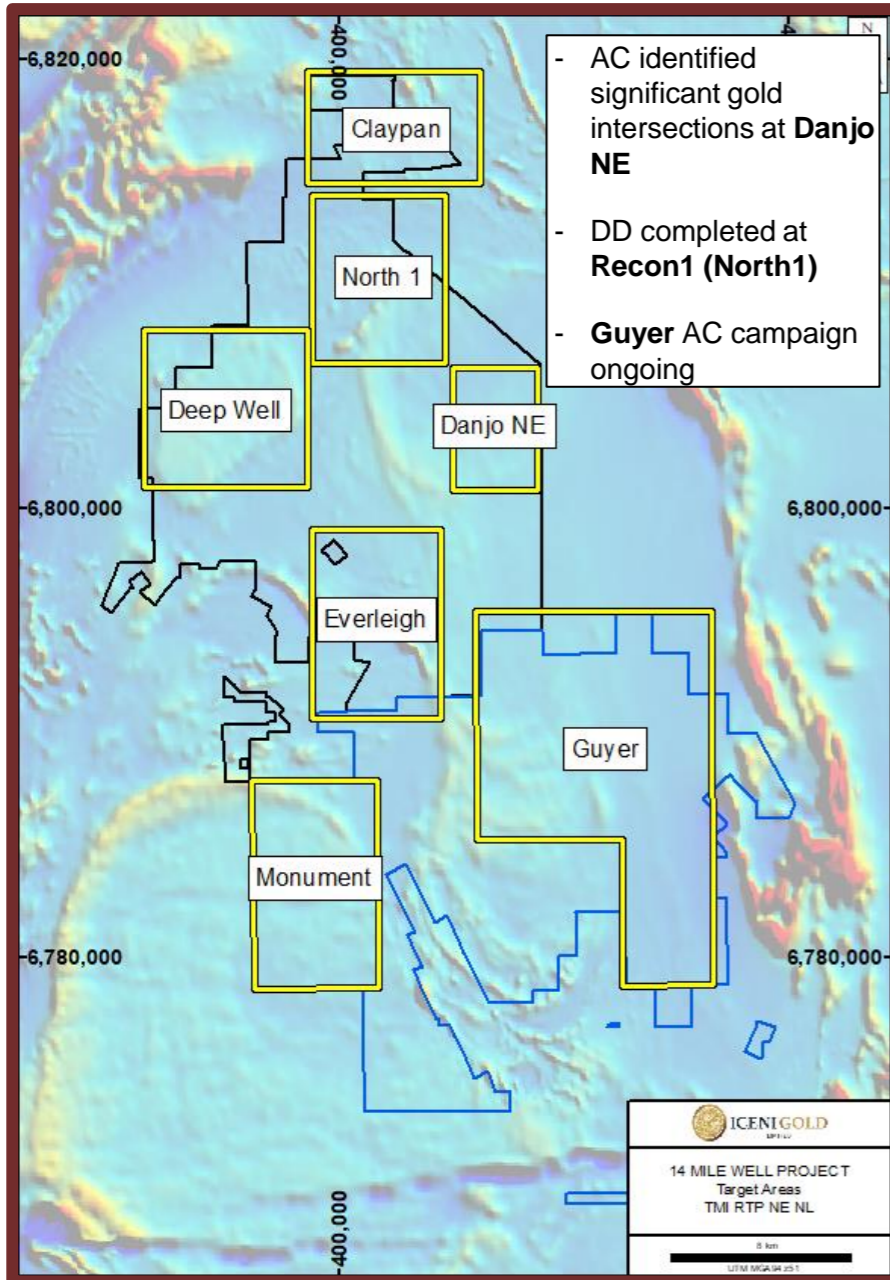 6,820,000
400,000
4
N
- AC identified
significant gold
intersections at Danjo
NE
- DD completed at
Recon1 (North1)
- Guyer AC campaign
ongoing
Claypan
North 1
Deep Well
Danjo NE
6,800,000
6,800,000
Everleigh
Guyer
Monument
6,780,000
6,780,000
400,000
ICENIGOLD
LIMITED
14 MILE WELL PROJECT
Target Areas
TMI RTP NE NL
8 km
UTM MGA94 z51